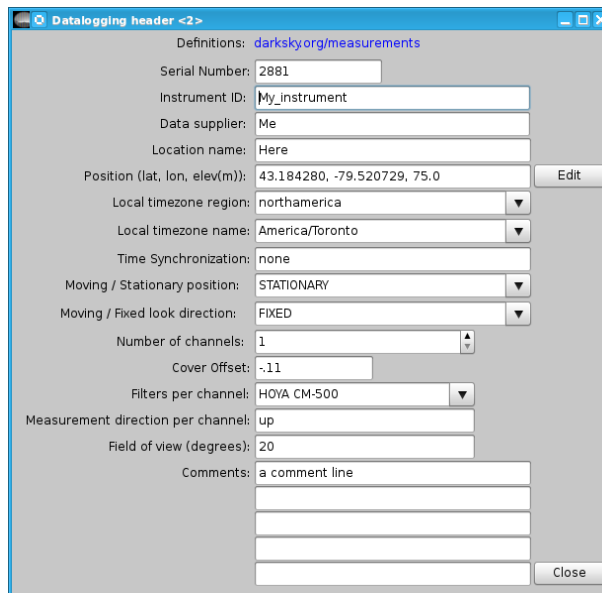 Datalogging header <2>
Definitions: darksky.org/measurements
Serial Number: 2881
Instrument ID: My_instrument
Data supplier: Me
Location name: Here
Position (lat, lon, elev(m)): 43.184280, -79.520729, 75.0 Edit
Local timezone region: northamerica
Local timezone name: America/Toronto
Time Synchronization: none
Moving / Stationary position: STATIONARY
Moving / Fixed look direction: FIXED
Number of channels: 1
Cover Offset: -.11
Filters per channel: HOYA CM-500
Measurement direction per channel: up
Field of view (degrees): 20
Comments: a comment line
Close